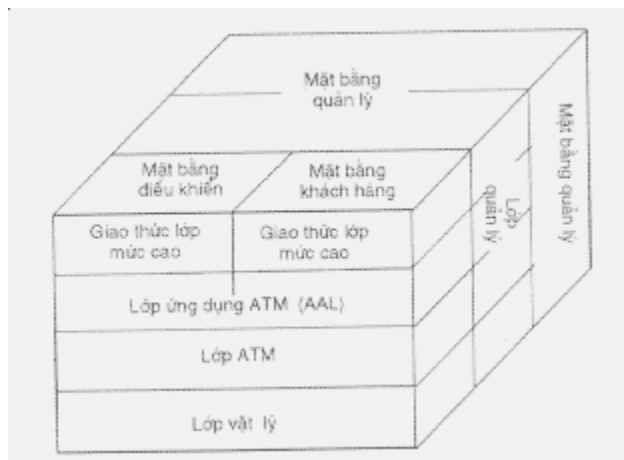 Mặt bằng
quản lý
Mặt bằng
điều khiển
Mặt bằng
khách hàng
Giao thức lớp
mức cao
Giao thức lớp
mức cao
Lớp ứng dụng ATM (AAL)
Lớp ATM
Lớp vật lý
Lớp
quản lý
Mặt bằng quản lý